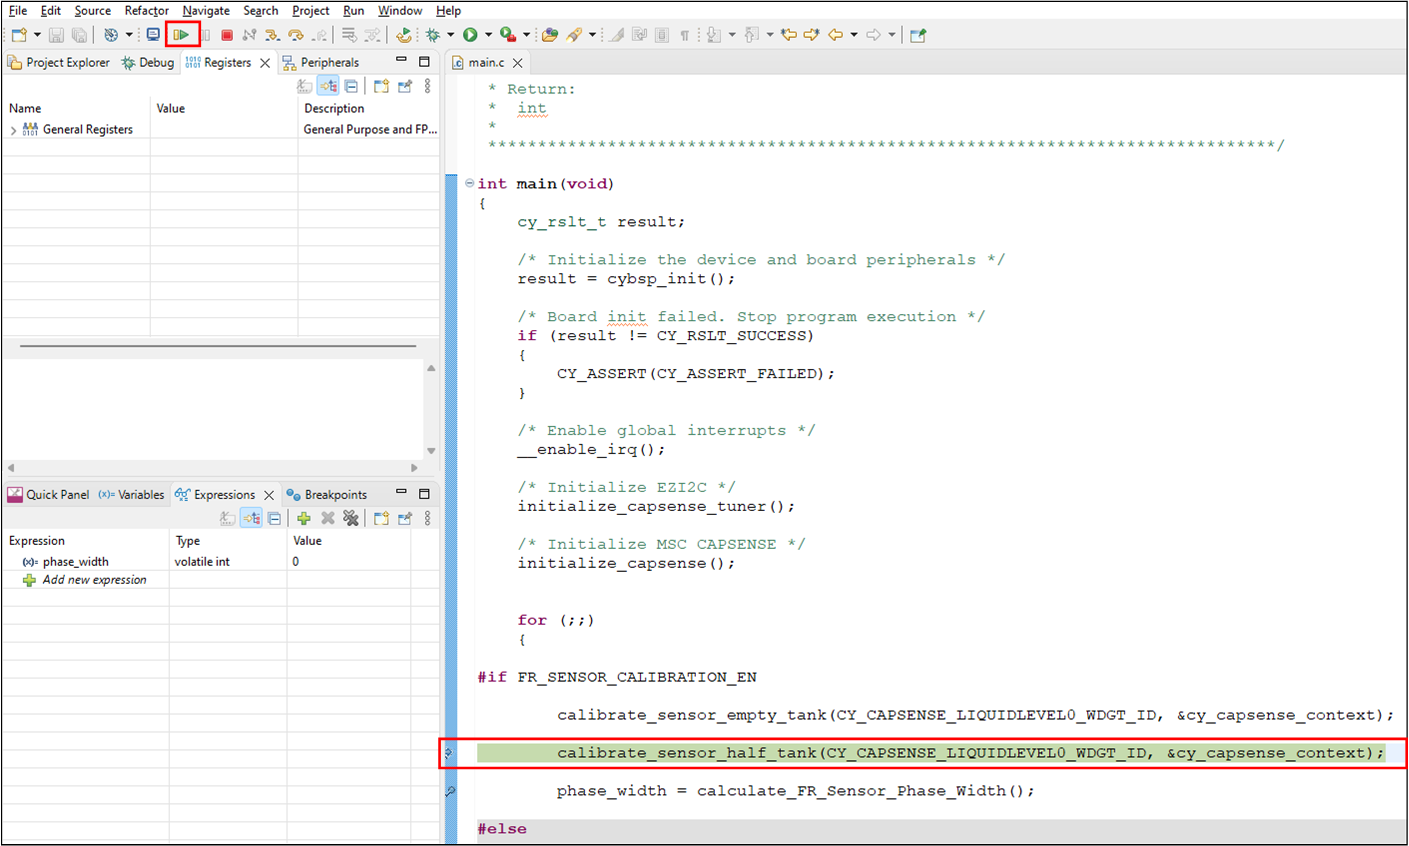 File Edit Source Refactor Navigate Search Project Run Window Help
Project Explorer Debug Registers Peripherals
Name Value Description
General Registers General Purpose and FP...
Quick Panel (x)= Variables Expressions Breakpoints
Expression Type Value
(x)= phase_width volatile int 0
Add new expression
main.c
* Return:
*  int
*
*******************************************************************************/
int main(void)
{
    cy_rslt_t result;
    /* Initialize the device and board peripherals */
    result = cybsp_init();
    /* Board init failed. Stop program execution */
    if (result != CY_RSLT_SUCCESS)
    {
        CY_ASSERT(CY_ASSERT_FAILED);
    }
    /* Enable global interrupts */
    __enable_irq();
    /* Initialize EZI2C */
    initialize_capsense_tuner();
    /* Initialize MSC CAPSENSE */
    initialize_capsense();
    for (;;)
    {
#if FR_SENSOR_CALIBRATION_EN
        calibrate_sensor_empty_tank(CY_CAPSENSE_LIQUIDLEVEL0_WDGT_ID, &cy_capsense_context);
        calibrate_sensor_half_tank(CY_CAPSENSE_LIQUIDLEVEL0_WDGT_ID, &cy_capsense_context);
        phase_width = calculate_FR_Sensor_Phase_Width();
#else